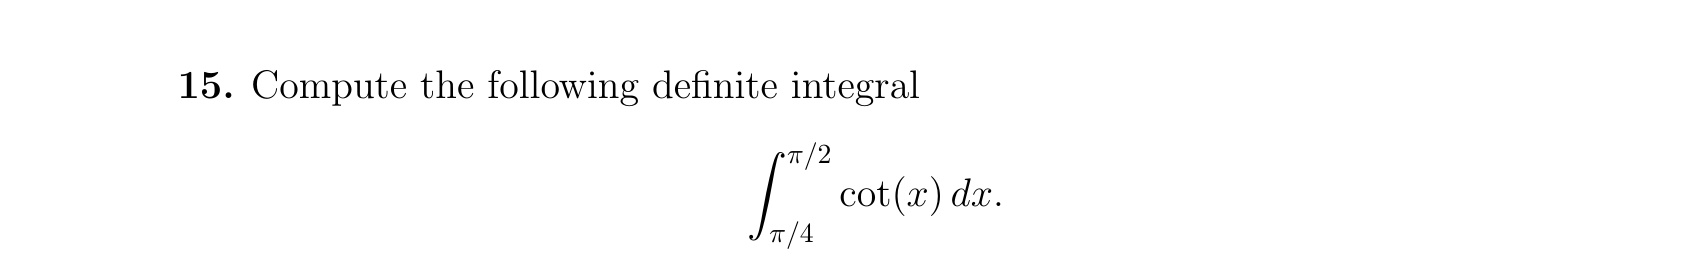 15. Compute the following definite integral
∫_{π/4}^{π/2} cot(x) dx.